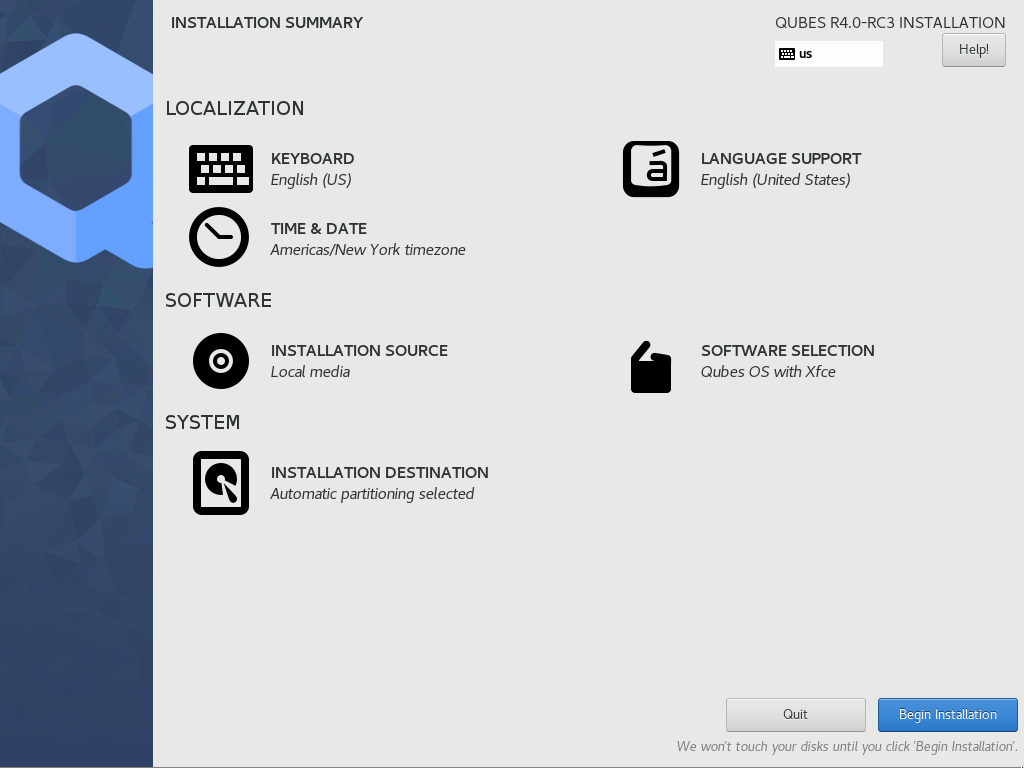 INSTALLATION SUMMARY
QUBES R4.0-RC3 INSTALLATION
us
Help!
LOCALIZATION
KEYBOARD
English (US)
LANGUAGE SUPPORT
English (United States)
TIME & DATE
Americas/New York timezone
SOFTWARE
INSTALLATION SOURCE
Local media
SOFTWARE SELECTION
Qubes OS with Xfce
SYSTEM
INSTALLATION DESTINATION
Automatic partitioning selected
Quit
Begin Installation
We won't touch your disks until you click 'Begin Installation'.